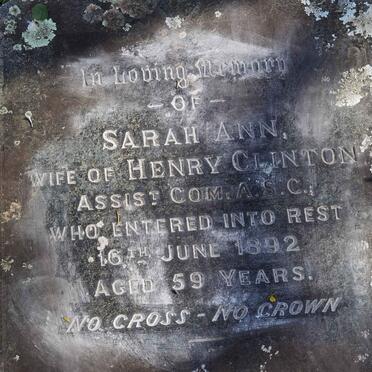 In Loving Memory
— OF —
SARAH ANN,
WIFE OF HENRY CLINTON
ASSIST COM. A.S.C.;
WHO ENTERED INTO REST
16TH JUNE 1892
AGED 59 YEARS.
NO CROSS - NO CROWN